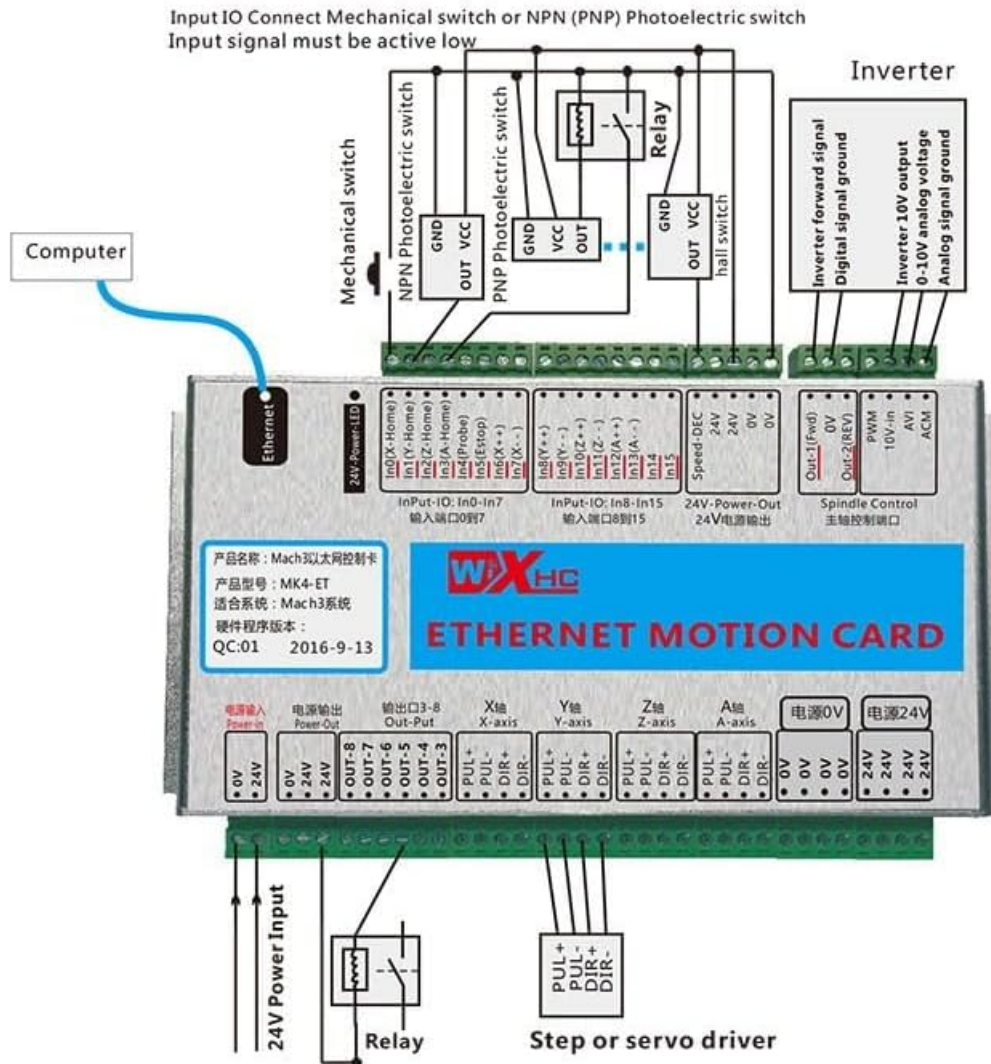 Input IO Connect Mechanical switch or NPN (PNP) Photoelectric switch
Input signal must be active low
Computer
Mechanical switch
NPN Photoelectric switch
GND
VCC
OUT
PNP Photoelectric switch
GND
VCC
OUT
Relay
GND
OUT VCC
hall switch
Inverter
Inverter forward signal
Digital signal ground
Inverter 10V output
0-10V analog voltage
Analog signal ground
Ethernet
24V-Power-LED
In0(X-Home)
In1(Y-Home)
In2(Z-Home)
In3(A-Home)
In4(Probe)
In5(Estop)
In6(X++)
In7(X--)
InPut-IO: In0-In7
输入端口0到7
In8(Y++)
In9(Y--)
In10(Z++)
In11(Z--)
In12(A++)
In13(A--)
In14
In15
InPut-IO: In8-In15
输入端口8到15
Speed-DEC
24V
24V
0V
0V
24V-Power-Out
24V电源输出
Out-1(Fwd)
0V
Out-2(REV)
PWM
10V-in
AVI
ACM
Spindle Control
主轴控制端口
产品名称：Mach3以太网控制卡
产品型号：MK4-ET
适合系统：Mach3系统
硬件程序版本：
QC:01 2016-9-13
WiXHC
ETHERNET MOTION CARD
电源输入
Power-in
0V
24V
电源输出
Power-Out
0V
24V
24V
输出口3-8
Out-Put
OUT-8
OUT-7
OUT-6
OUT-5
OUT-4
OUT-3
X轴
X-axis
PUL+
PUL-
DIR+
DIR-
Y轴
Y-axis
PUL+
PUL-
DIR+
DIR-
Z轴
Z-axis
PUL+
PUL-
DIR+
DIR-
A轴
A-axis
PUL+
PUL-
DIR+
DIR-
电源0V
0V
0V
0V
0V
电源24V
24V
24V
24V
24V
24V Power Input
Relay
PUL+
PUL-
DIR+
DIR-
Step or servo driver